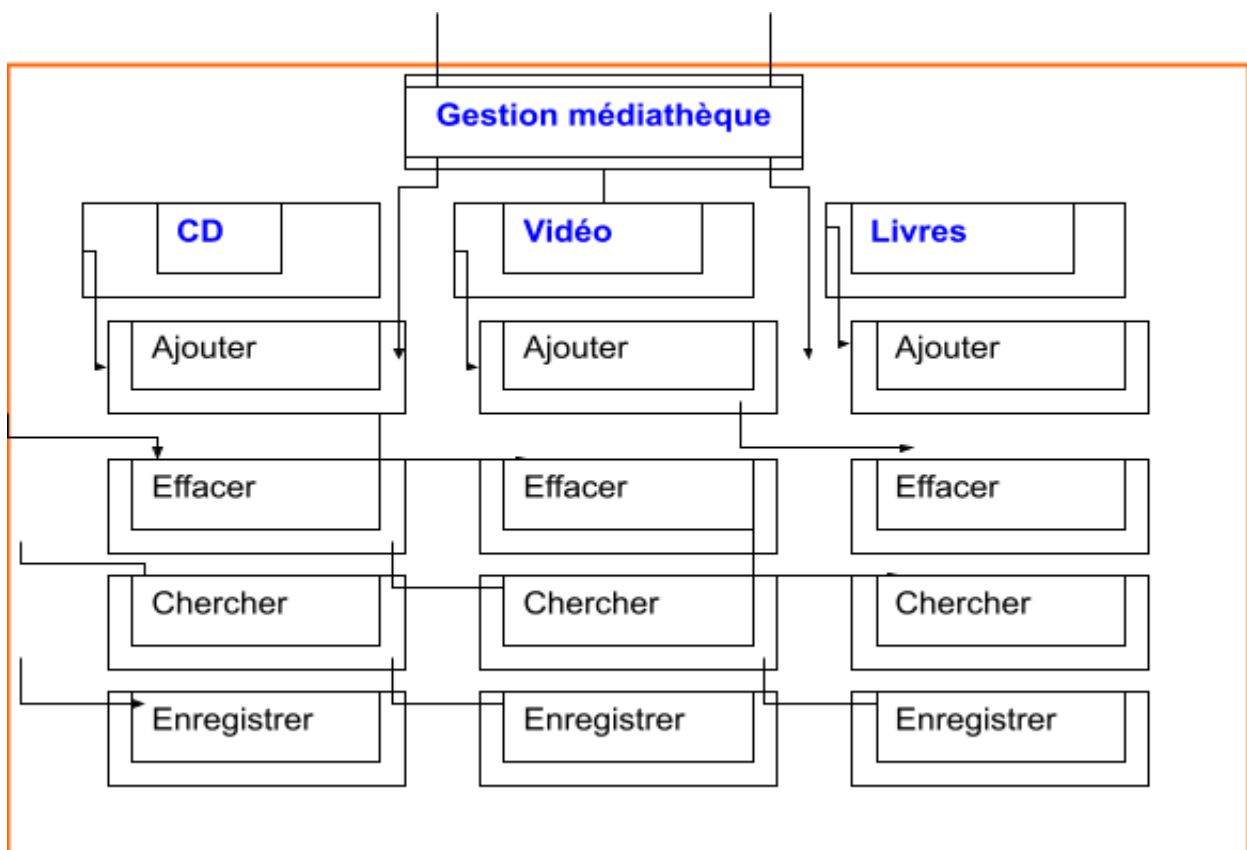 Gestion médiathèque
CD Vidéo Livres
Ajouter Ajouter Ajouter
Effacer Effacer Effacer
Chercher Chercher Chercher
Enregistrer Enregistrer Enregistrer